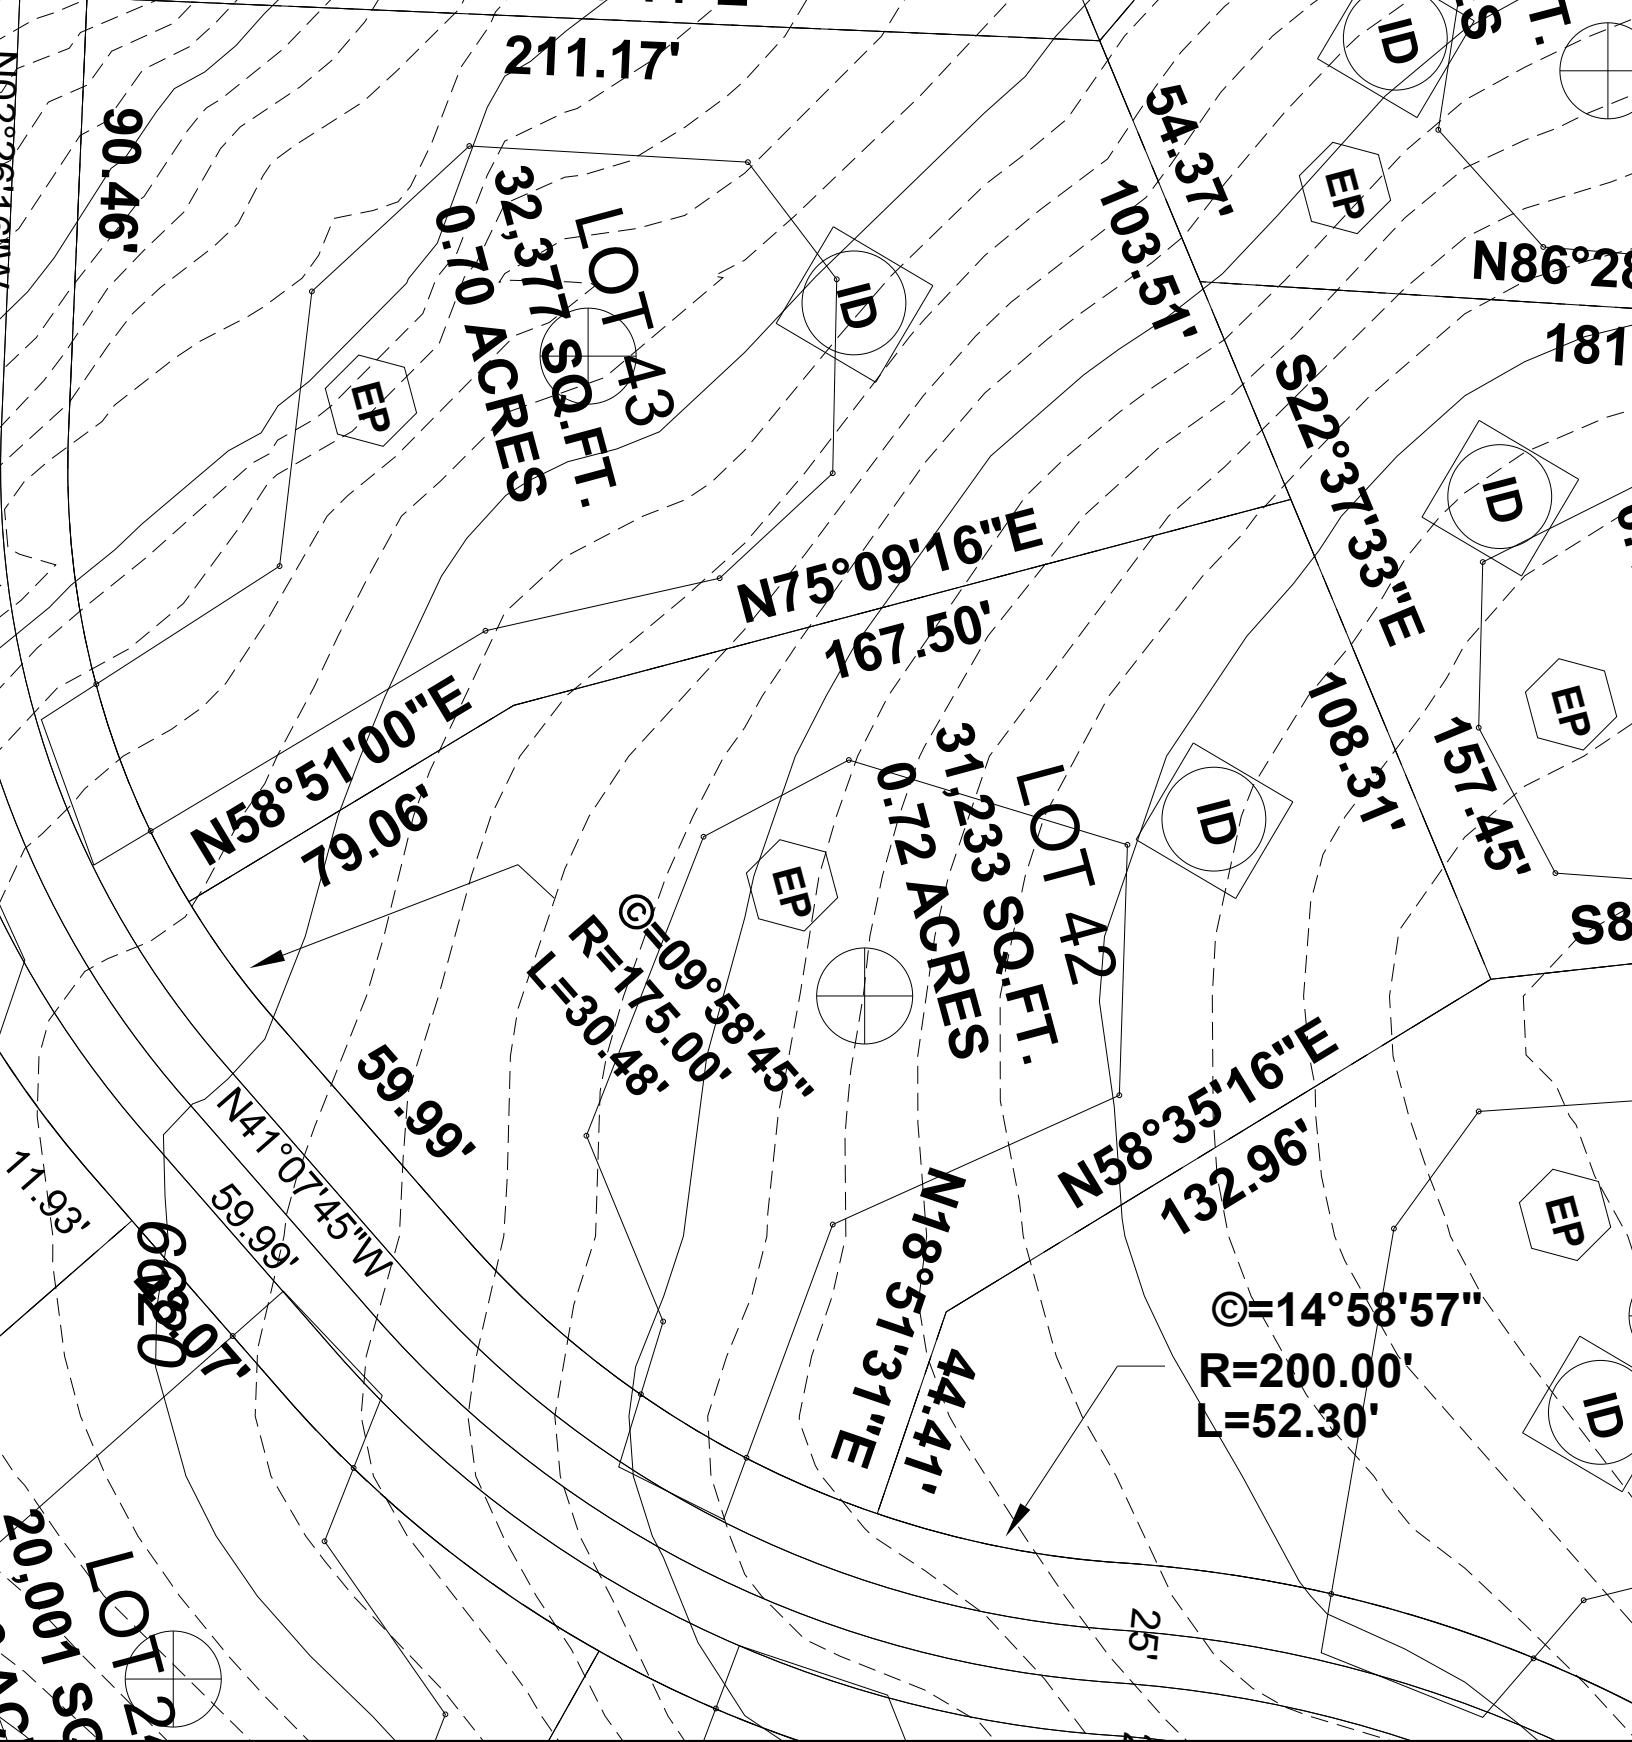 211.17'
90.46'
54.37'
103.51'
ID
EP
N86°28
181
LOT 43
32,377 SQ.FT.
0.70 ACRES
ID
EP
S22°37'33"E
ID
N75°09'16"E
167.50'
N58°51'00"E
79.06'
108.31'
157.45'
EP
LOT 42
31,233 SQ.FT.
0.72 ACRES
ID
EP
S8
©=09°58'45"
R=175.00'
L=30.48'
59.99'
N41°07'45"W
59.99'
11.93'
6620
48.07'
N58°35'16"E
132.96'
N18°51'31"E
44.41'
EP
©=14°58'57"
R=200.00'
L=52.30'
ID
25'
LOT 2
20,001 SQ